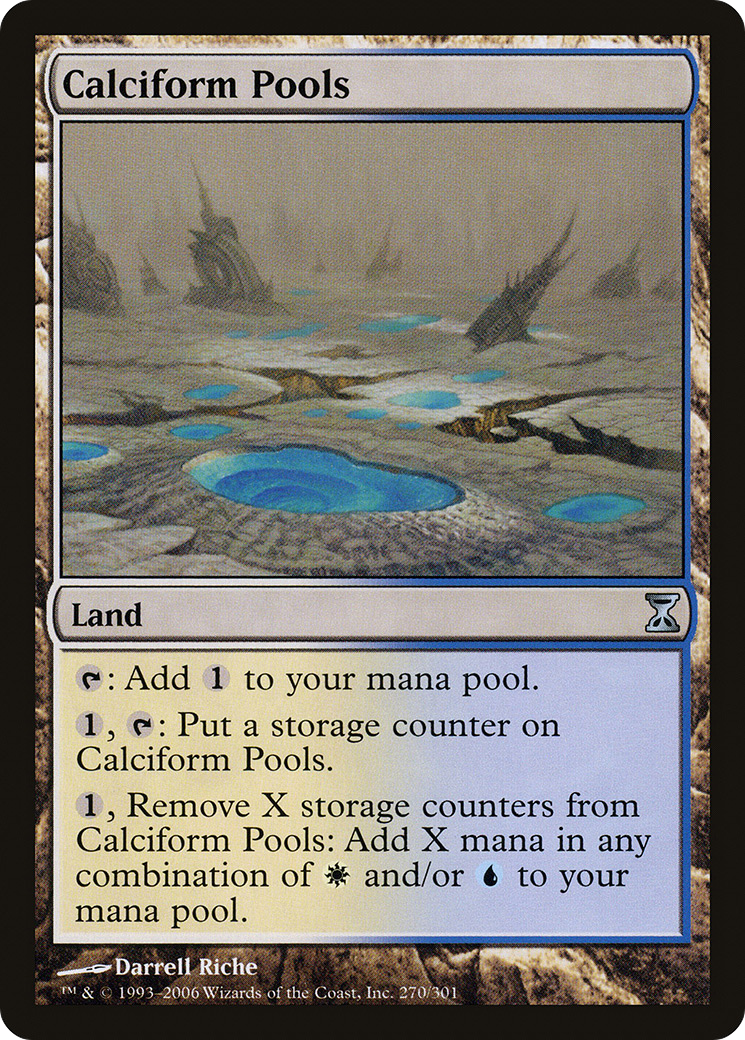 Calciform Pools
Land
: Add 1 to your mana pool.
1, : Put a storage counter on
Calciform Pools.
1, Remove X storage counters from
Calciform Pools: Add X mana in any
combination of and/or to your
mana pool.
Darrell Riche
™ & © 1993–2006 Wizards of the Coast, Inc. 270/301